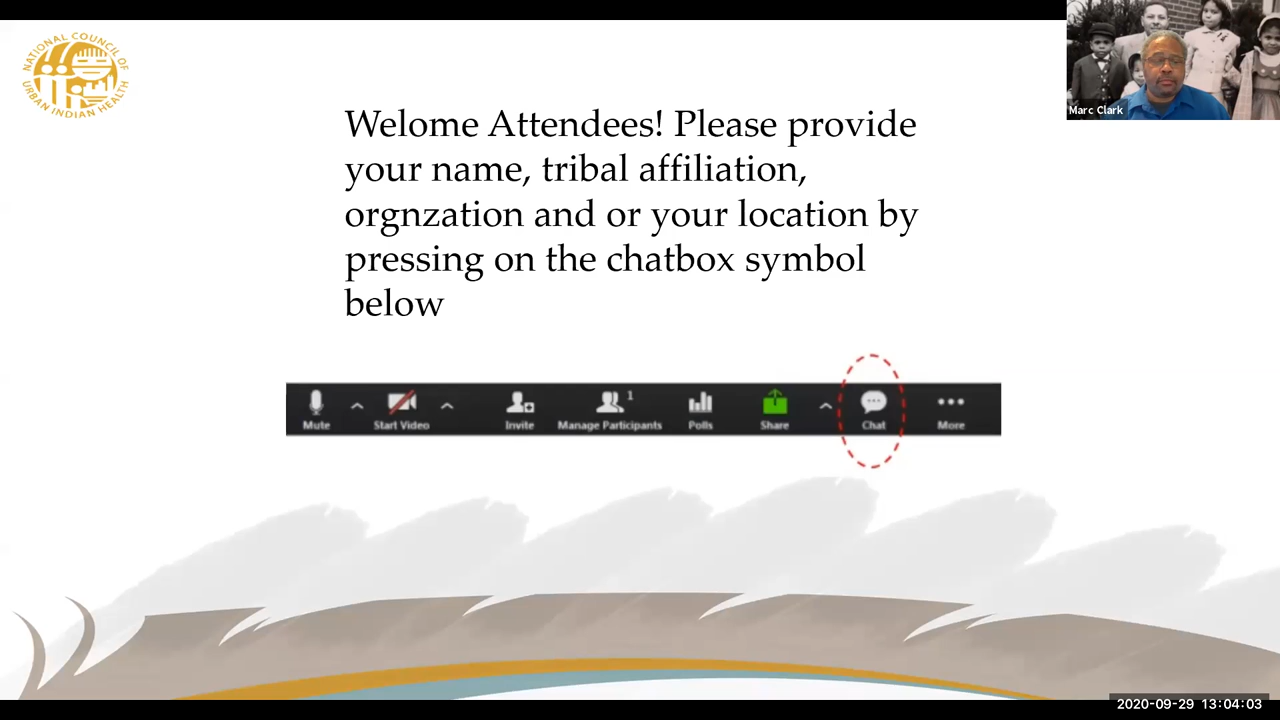 NATIONAL COUNCIL OF
URBAN INDIAN HEALTH
Marc Clark
Welome Attendees! Please provide
your name, tribal affiliation,
orgnzation and or your location by
pressing on the chatbox symbol
below
1
Mute Start Video Invite Manage Participants Polls Share Chat More
2020-09-29 13:04:03